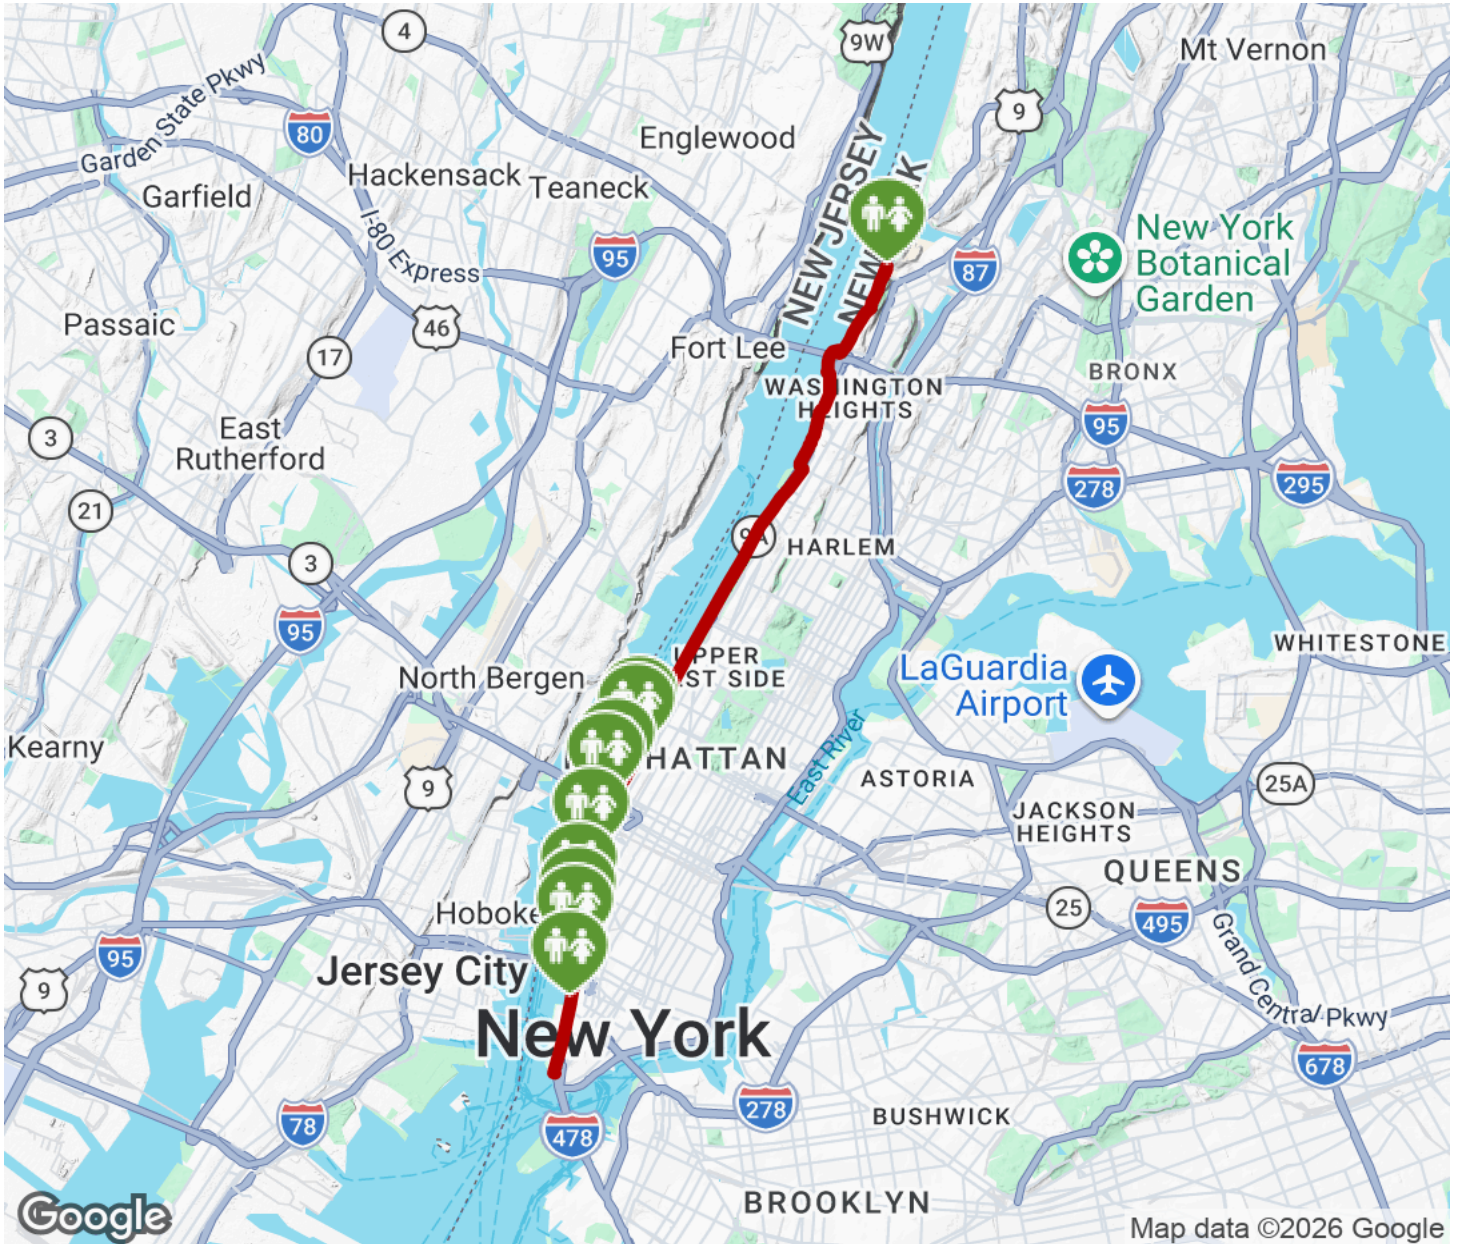 4
9W
Mt Vernon
Garden State Pkwy
80
9
Englewood
Hackensack
Teaneck
Garfield
NEW JERSEY
I-80 Express
95
87
New York
Botanical
Garden
Passaic
46
17
Fort Lee
BRONX
WASHINGTON
HEIGHTS
3
East
Rutherford
95
278
295
21
3
HARLEM
95
WHITESTONE
North Bergen
UPPER
LaGuardia
Airport
Kearny
9
East River
ASTORIA
25A
JACKSON
HEIGHTS
QUEENS
25
495
95
9
Jersey City
Grand Central Pkwy
New York
678
278
78
478
BUSHWICK
BROOKLYN
Google
Map data ©2026 Google